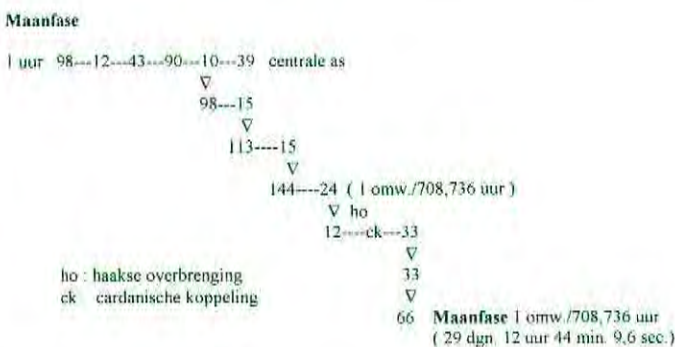 Maanfase
1 uur 98---12---43---90---10---39 centrale as
∇
98---15
∇
113----15
∇
144----24 ( 1 omw./708,736 uur )
∇ ho
12----ck---33
∇
ho : haakse overbrenging 33
ck cardanische koppeling ∇
66 Maanfase 1 omw./708,736 uur
( 29 dgn. 12 uur 44 min. 9,6 sec.)